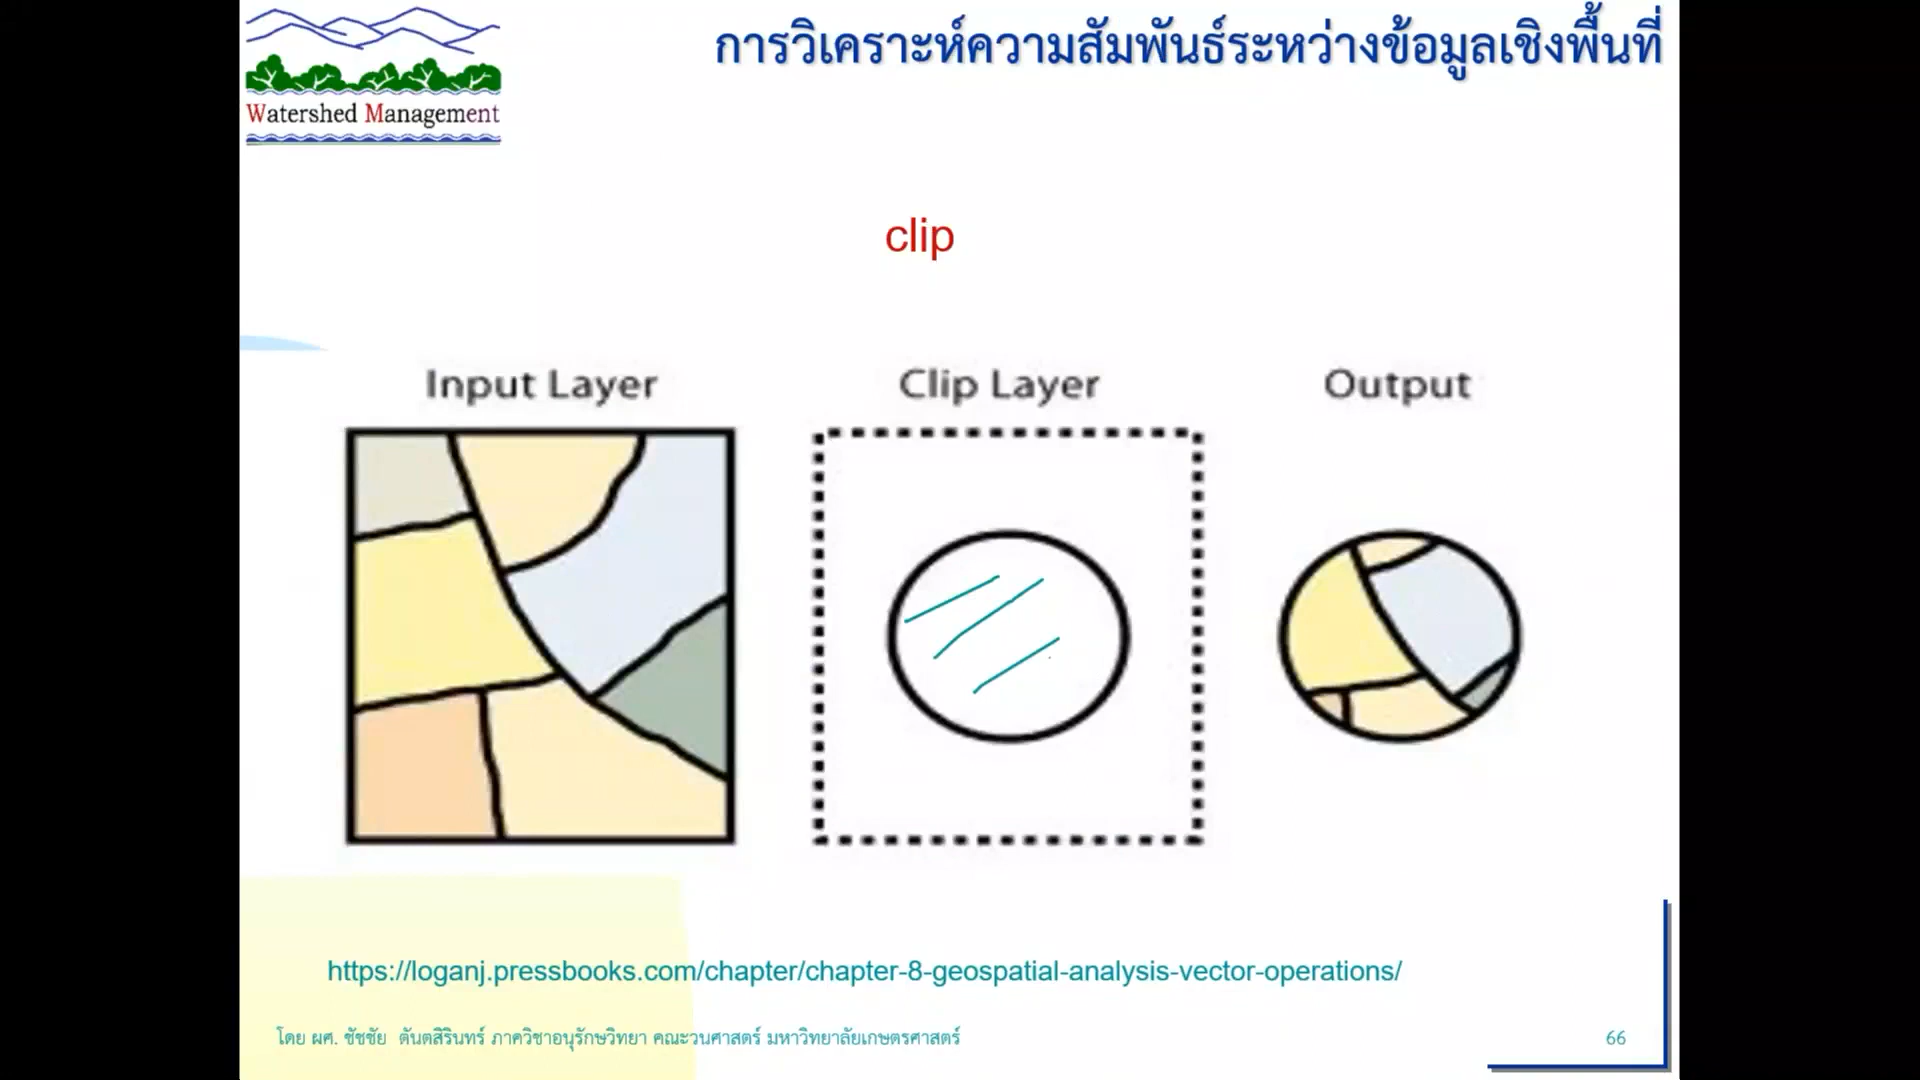 การวิเคราะห์ความสัมพันธ์ระหว่างข้อมูลเชิงพื้นที่
Watershed Management
clip
Input Layer
Clip Layer
Output
https://loganj.pressbooks.com/chapter/chapter-8-geospatial-analysis-vector-operations/
โดย ผศ. ชัชชัย ตันตสิรินทร์ ภาควิชาอนุรักษวิทยา คณะวนศาสตร์ มหาวิทยาลัยเกษตรศาสตร์
66